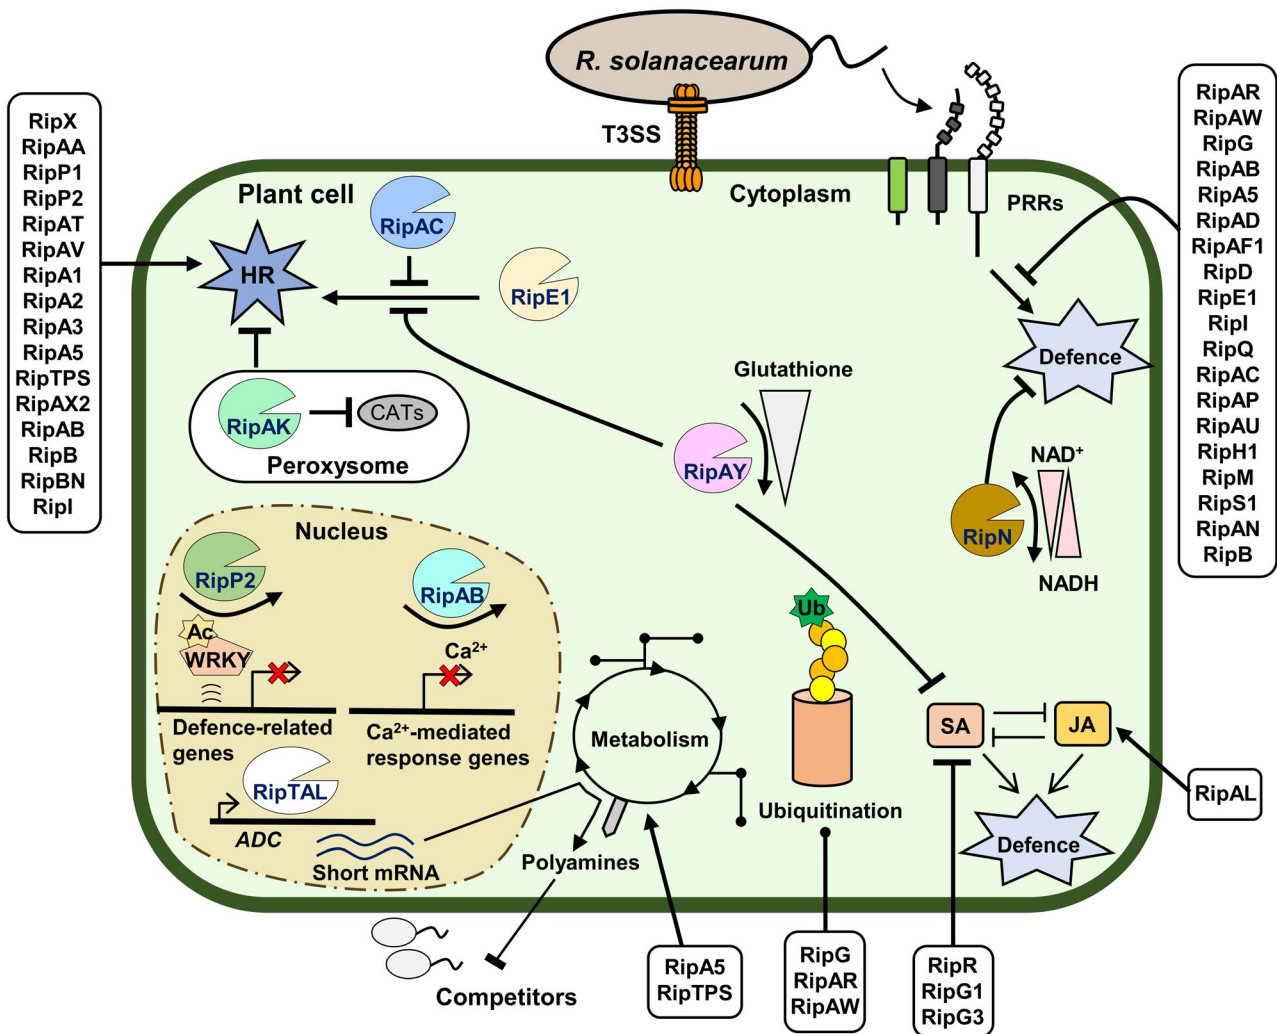 R. solanacearum
T3SS
RipX
RipAA
RipP1
RipP2
RipAT
RipAV
RipA1
RipA2
RipA3
RipA5
RipTPS
RipAX2
RipAB
RipB
RipBN
RipI
Plant cell
Cytoplasm
PRRs
RipAC
HR
RipE1
RipAK
CATs
Peroxysome
Glutathione
RipAY
Defence
NAD+
RipN
NADH
RipAR
RipAW
RipG
RipAB
RipA5
RipAD
RipAF1
RipD
RipE1
RipI
RipQ
RipAC
RipAP
RipAU
RipH1
RipM
RipS1
RipAN
RipB
Nucleus
RipP2
RipAB
Ac
WRKY
Ca2+
Defence-related
genes
Ca2+-mediated
response genes
RipTAL
ADC
Short mRNA
Metabolism
Polyamines
Ub
Ubiquitination
SA
JA
Defence
RipAL
Competitors
RipA5
RipTPS
RipG
RipAR
RipAW
RipR
RipG1
RipG3